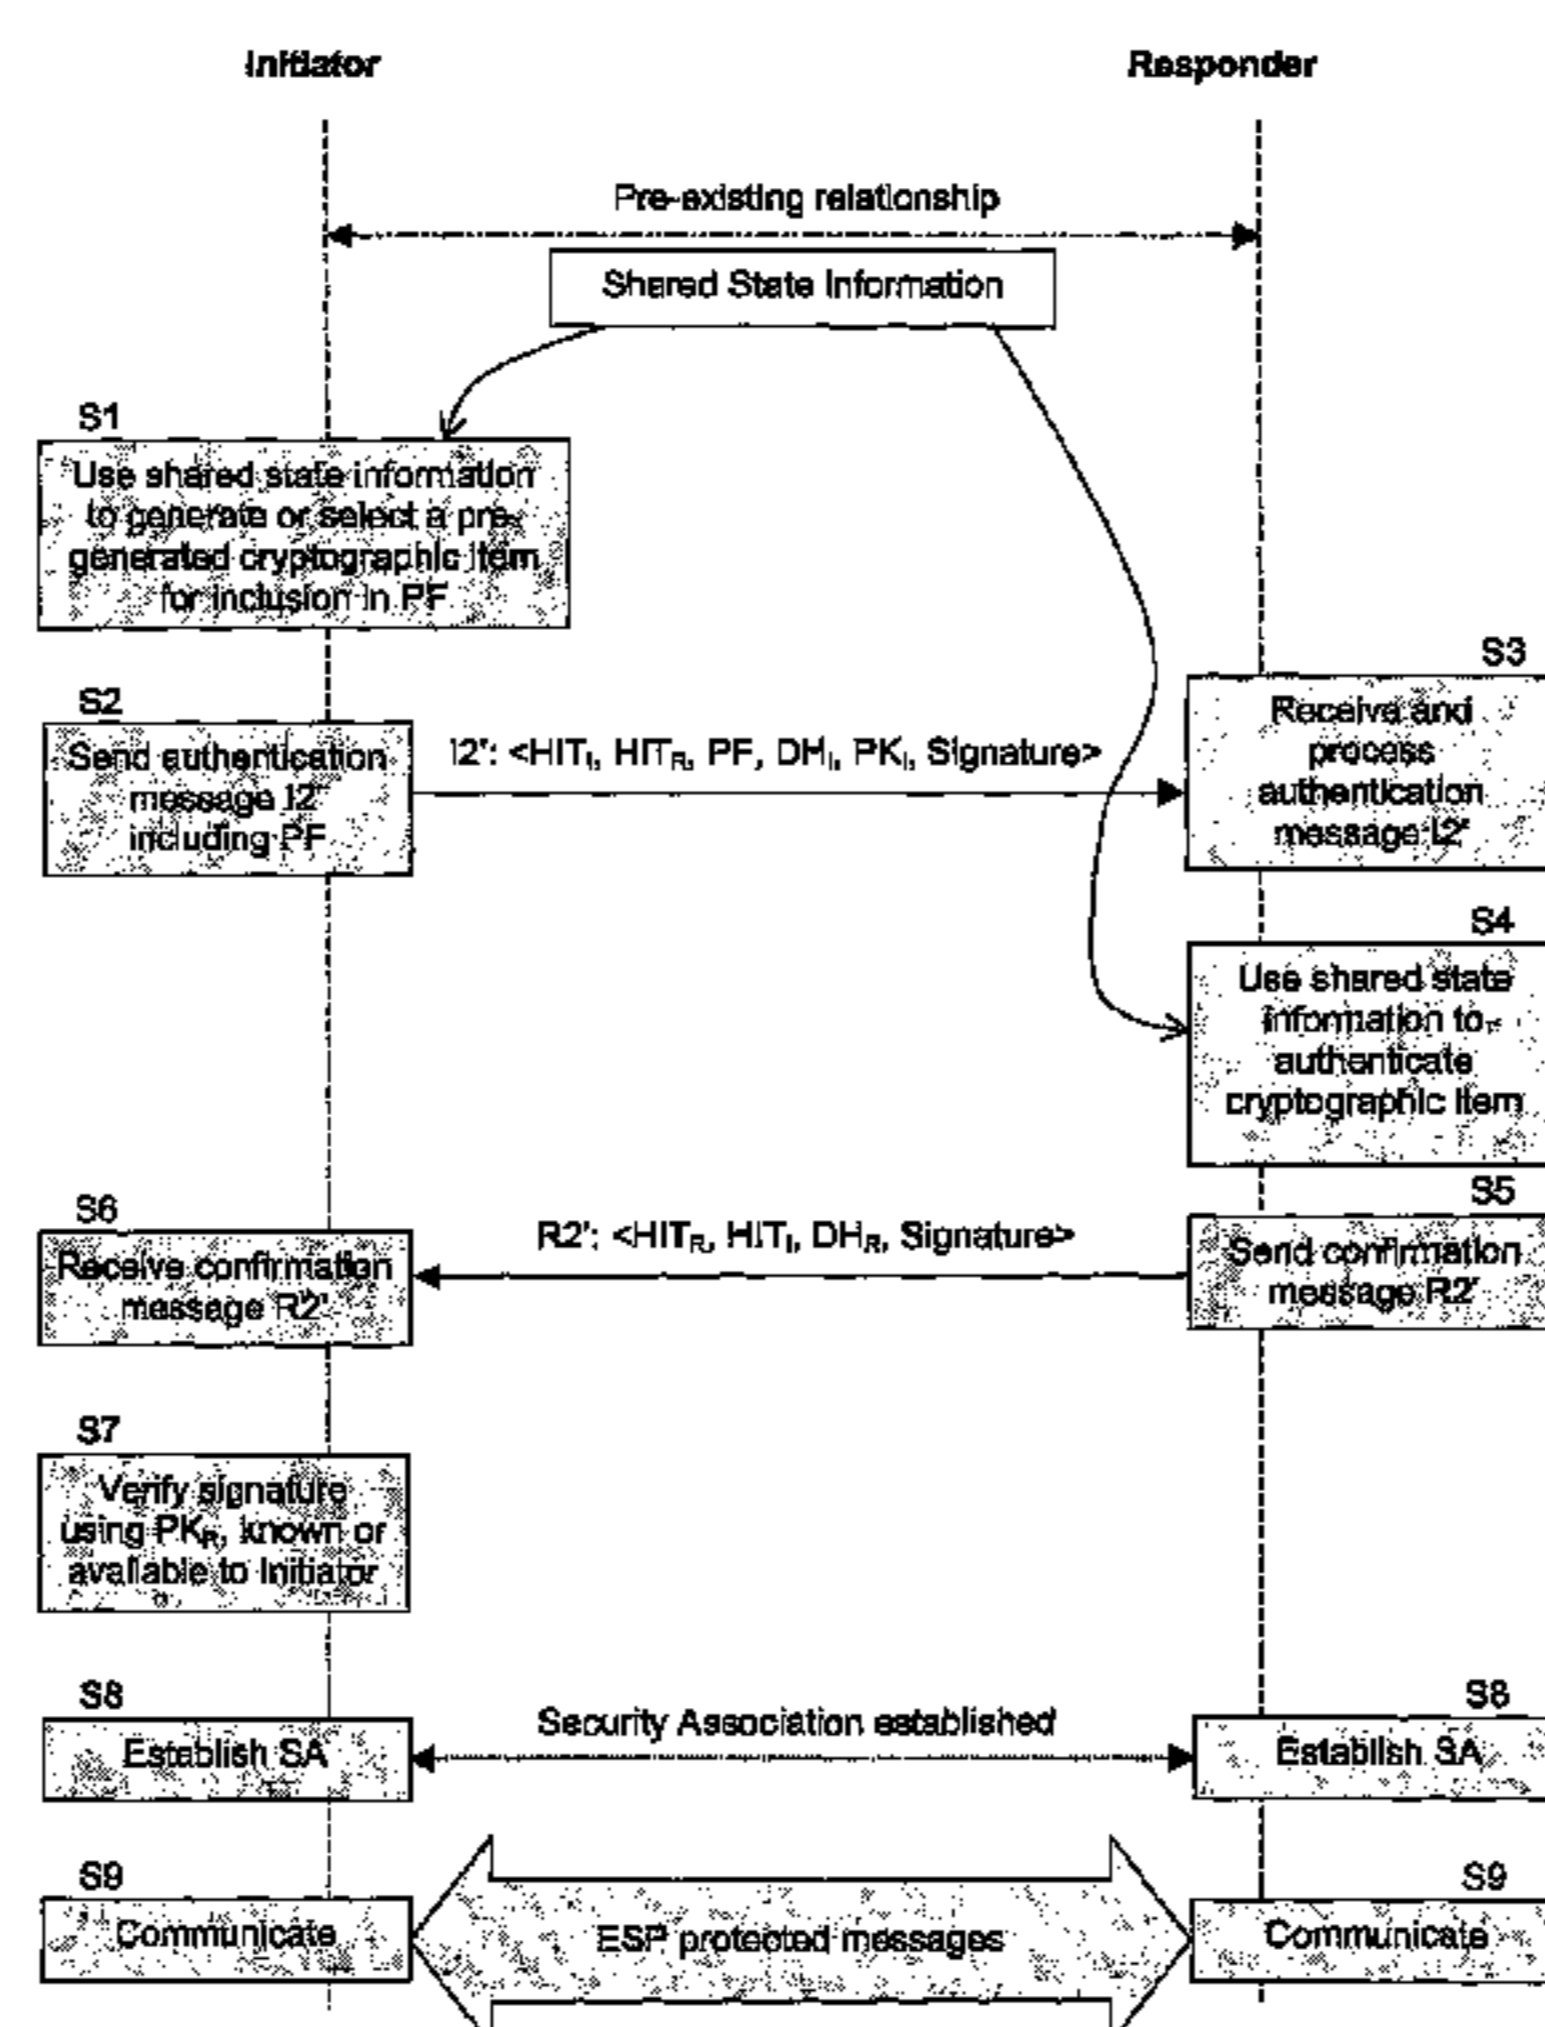 Initiator
Responder
Pre-existing relationship
Shared State Information
S1
Use shared state information
to generate or select a pre-
generated cryptographic item
for inclusion in PF
S2
Send authentication
message I2'
including PF
I2': <HITI, HITR, PF, DHI, PKI, Signature>
S3
Receive and
process
authentication
message I2'
S4
Use shared state
information to
authenticate
cryptographic item
S5
Send confirmation
message R2'
R2': <HITR, HITI, DHR, Signature>
S6
Receive confirmation
message R2'
S7
Verify signature
using PKR, known or
available to Initiator
S8
Establish SA
Security Association established
S8
Establish SA
S9
Communicate
ESP protected messages
S9
Communicate